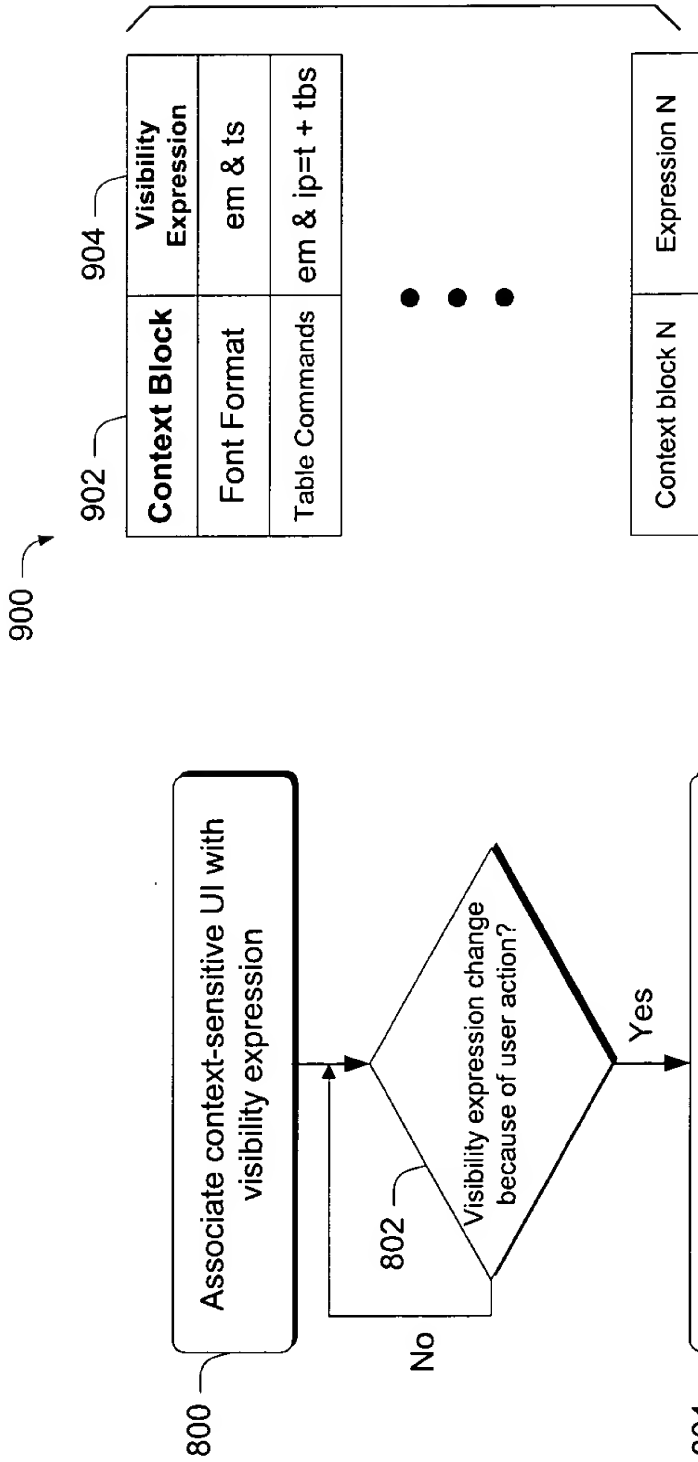 900
902
904
Context Block
Visibility
Expression
Font Format
em & ts
Table Commands
em & ip=t + tbs
Context block N
Expression N
800
Associate context-sensitive UI with
visibility expression
802
Visibility expression change
because of user action?
No
Yes